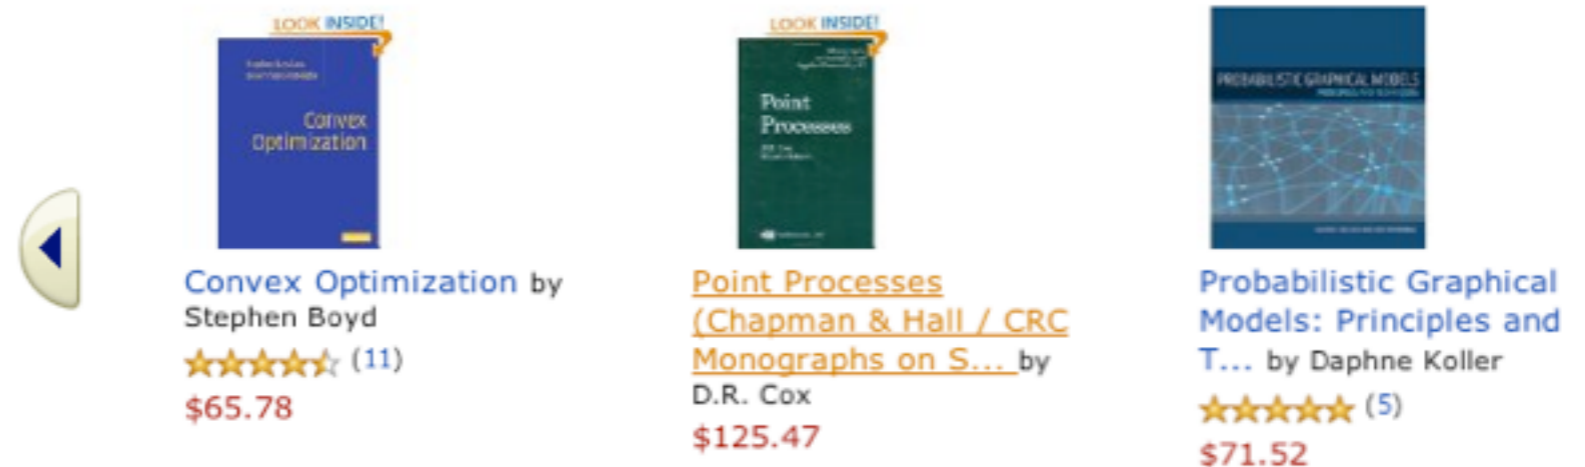 LOOK INSIDE!
Convex
Optimization
Convex Optimization by
Stephen Boyd
(11)
$65.78
LOOK INSIDE!
Point
Processes
Point Processes
(Chapman & Hall / CRC
Monographs on S... by
D.R. Cox
$125.47
PROBABILISTIC GRAPHICAL MODELS
Probabilistic Graphical
Models: Principles and
T... by Daphne Koller
(5)
$71.52